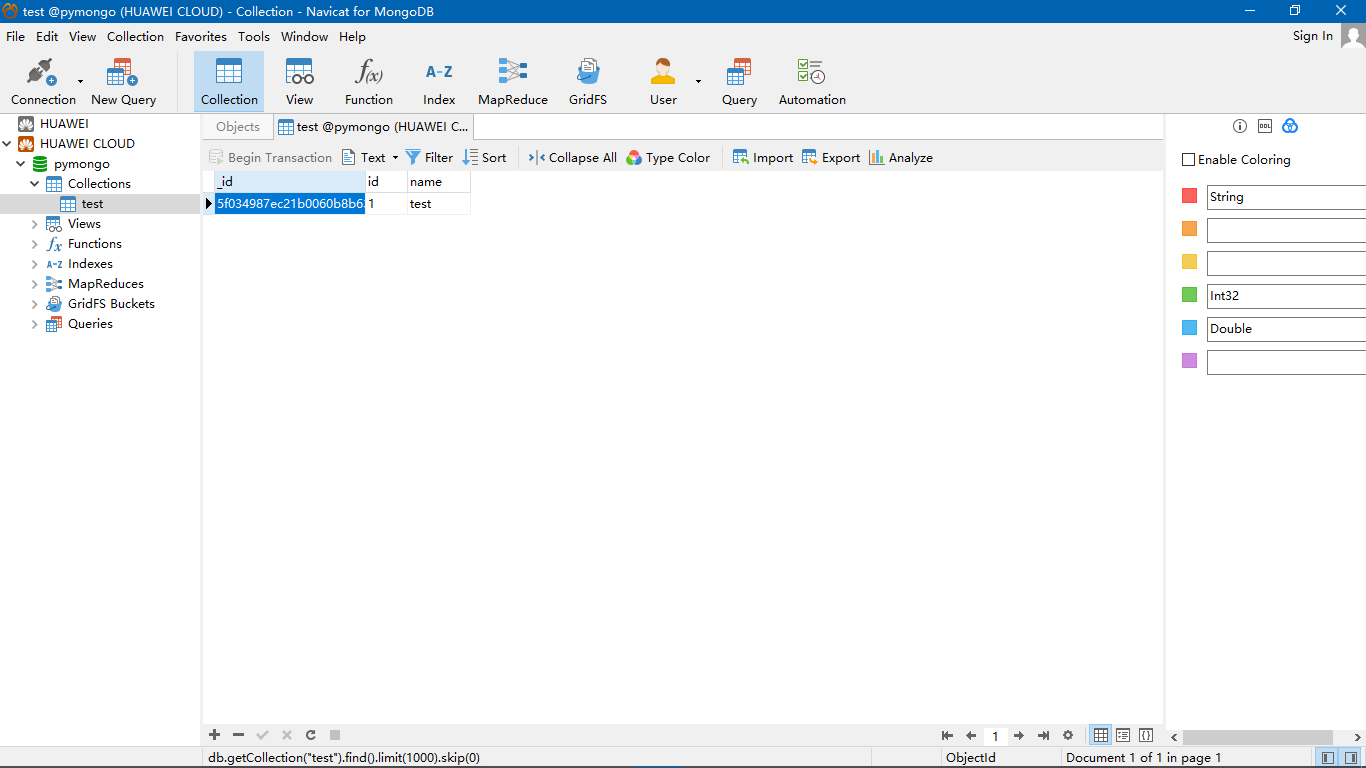 test @pymongo (HUAWEI CLOUD) - Collection - Navicat for MongoDB
File Edit View Collection Favorites Tools Window Help Sign In
Connection New Query Collection View Function Index MapReduce GridFS User Query Automation
HUAWEI
HUAWEI CLOUD
pymongo
Collections
test
Views
Functions
Indexes
MapReduces
GridFS Buckets
Queries
Objects test @pymongo (HUAWEI C...
Begin Transaction Text Filter Sort Collapse All Type Color Import Export Analyze
_id id name
5f034987ec21b0060b8b6 1 test
Enable Coloring
String
Int32
Double
1
db.getCollection("test").find().limit(1000).skip(0) ObjectId Document 1 of 1 in page 1